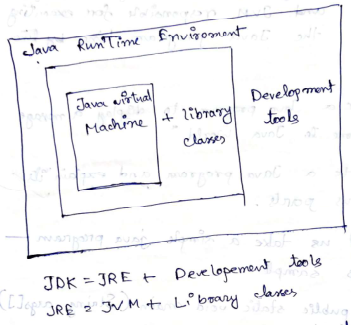 Java RunTime Enviroment
Java virtual
Machine
+ library
classes
Development
tools
JDK = JRE + Developement tools
JRE = JVM + Library classes